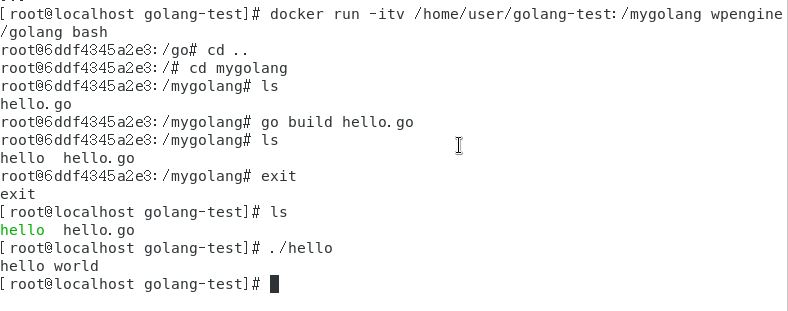 [root@localhost golang-test]# docker run -itv /home/user/golang-test:/mygolang wpengine
/golang bash
root@6ddf4345a2e3:/go# cd ..
root@6ddf4345a2e3:/# cd mygolang
root@6ddf4345a2e3:/mygolang# ls
hello.go
root@6ddf4345a2e3:/mygolang# go build hello.go
root@6ddf4345a2e3:/mygolang# ls
hello  hello.go
root@6ddf4345a2e3:/mygolang# exit
exit
[root@localhost golang-test]# ls
hello  hello.go
[root@localhost golang-test]# ./hello
hello world
[root@localhost golang-test]#